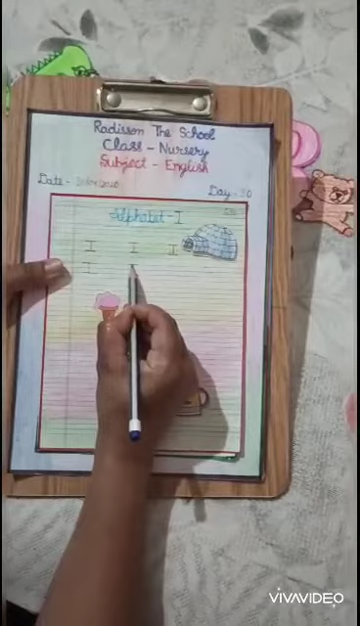 Radisson The School
Class - Nursery
Subject - English
Date -
Day - 30
Alphabet - I
I I I
I
VIVAVIDEO